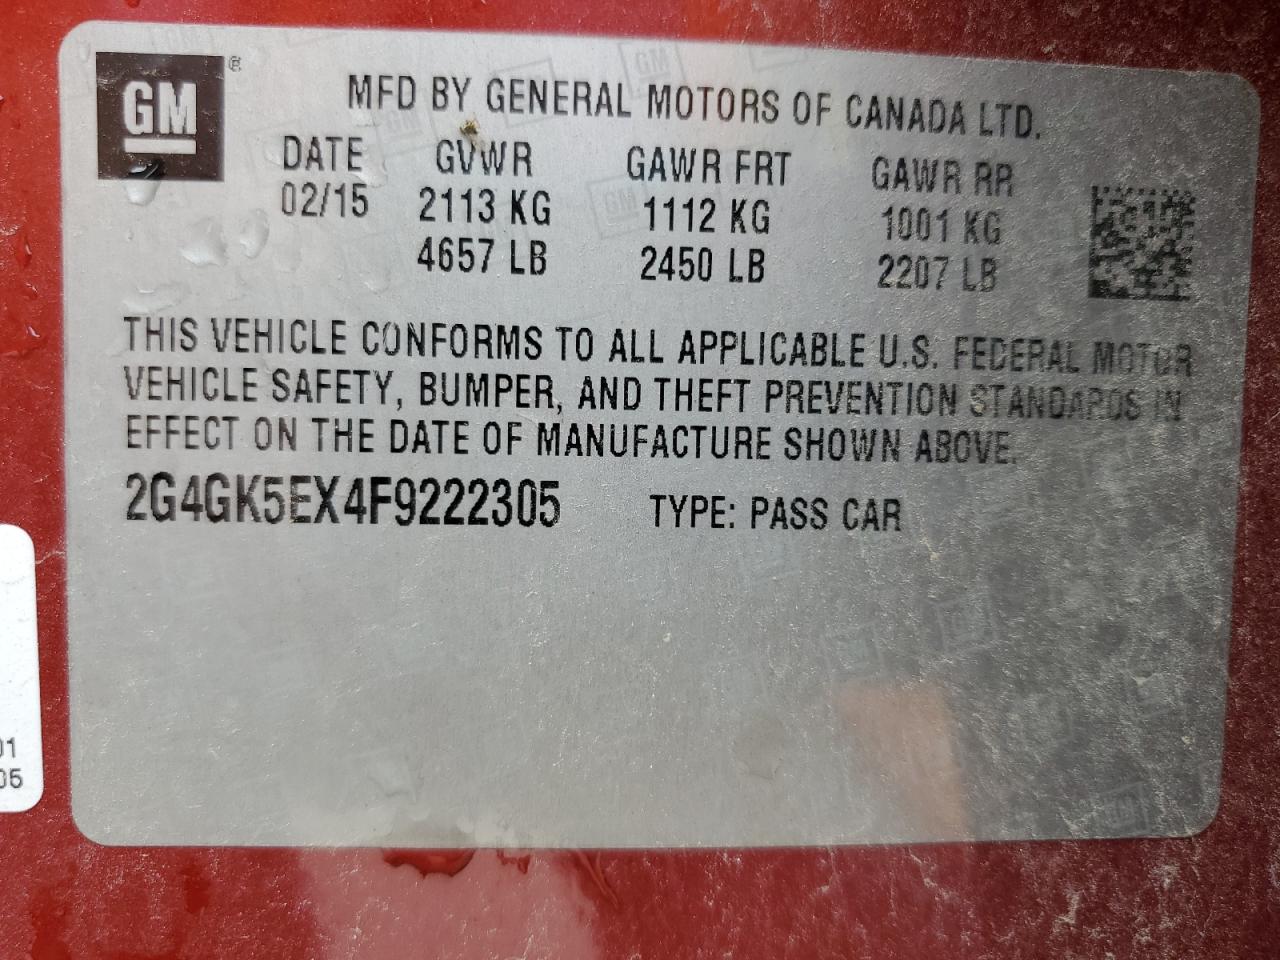 GM ®
MFD BY GENERAL MOTORS OF CANADA LTD.
DATE GVWR GAWR FRT GAWR RR
02/15 2113 KG 1112 KG 1001 KG
4657 LB 2450 LB 2207 LB
THIS VEHICLE CONFORMS TO ALL APPLICABLE U.S. FEDERAL MOTOR
VEHICLE SAFETY, BUMPER, AND THEFT PREVENTION STANDARDS IN
EFFECT ON THE DATE OF MANUFACTURE SHOWN ABOVE.
2G4GK5EX4F9222305 TYPE: PASS CAR
01
05